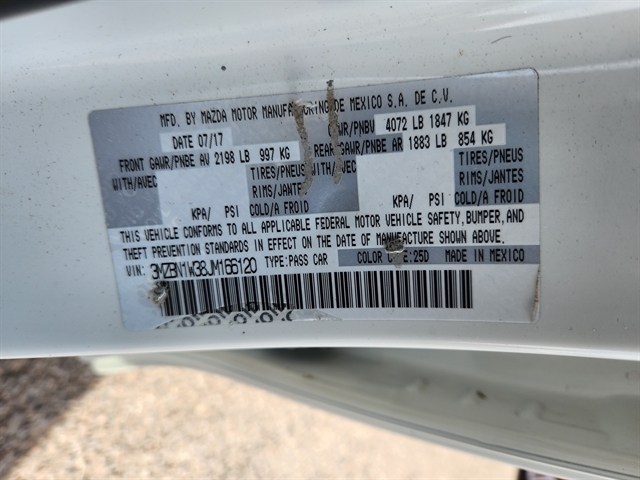 MFD. BY MAZDA MOTOR MANUFACTURING DE MEXICO S.A. DE C.V.
DATE 07/17 GVWR/PNBV 4072 LB 1847 KG
FRONT GAWR/PNBE AV 2198 LB 997 KG REAR GAWR/PNBE AR 1883 LB 854 KG
WITH/AVEC TIRES/PNEUS WITH/AVEC TIRES/PNEUS
RIMS/JANTES RIMS/JANTES
KPA/ PSI COLD/A FROID KPA/ PSI COLD/A FROID
THIS VEHICLE CONFORMS TO ALL APPLICABLE FEDERAL MOTOR VEHICLE SAFETY, BUMPER, AND
THEFT PREVENTION STANDARDS IN EFFECT ON THE DATE OF MANUFACTURE SHOWN ABOVE.
VIN: 3MZBN1W38JM166120 TYPE:PASS CAR COLOR CODE:25D MADE IN MEXICO